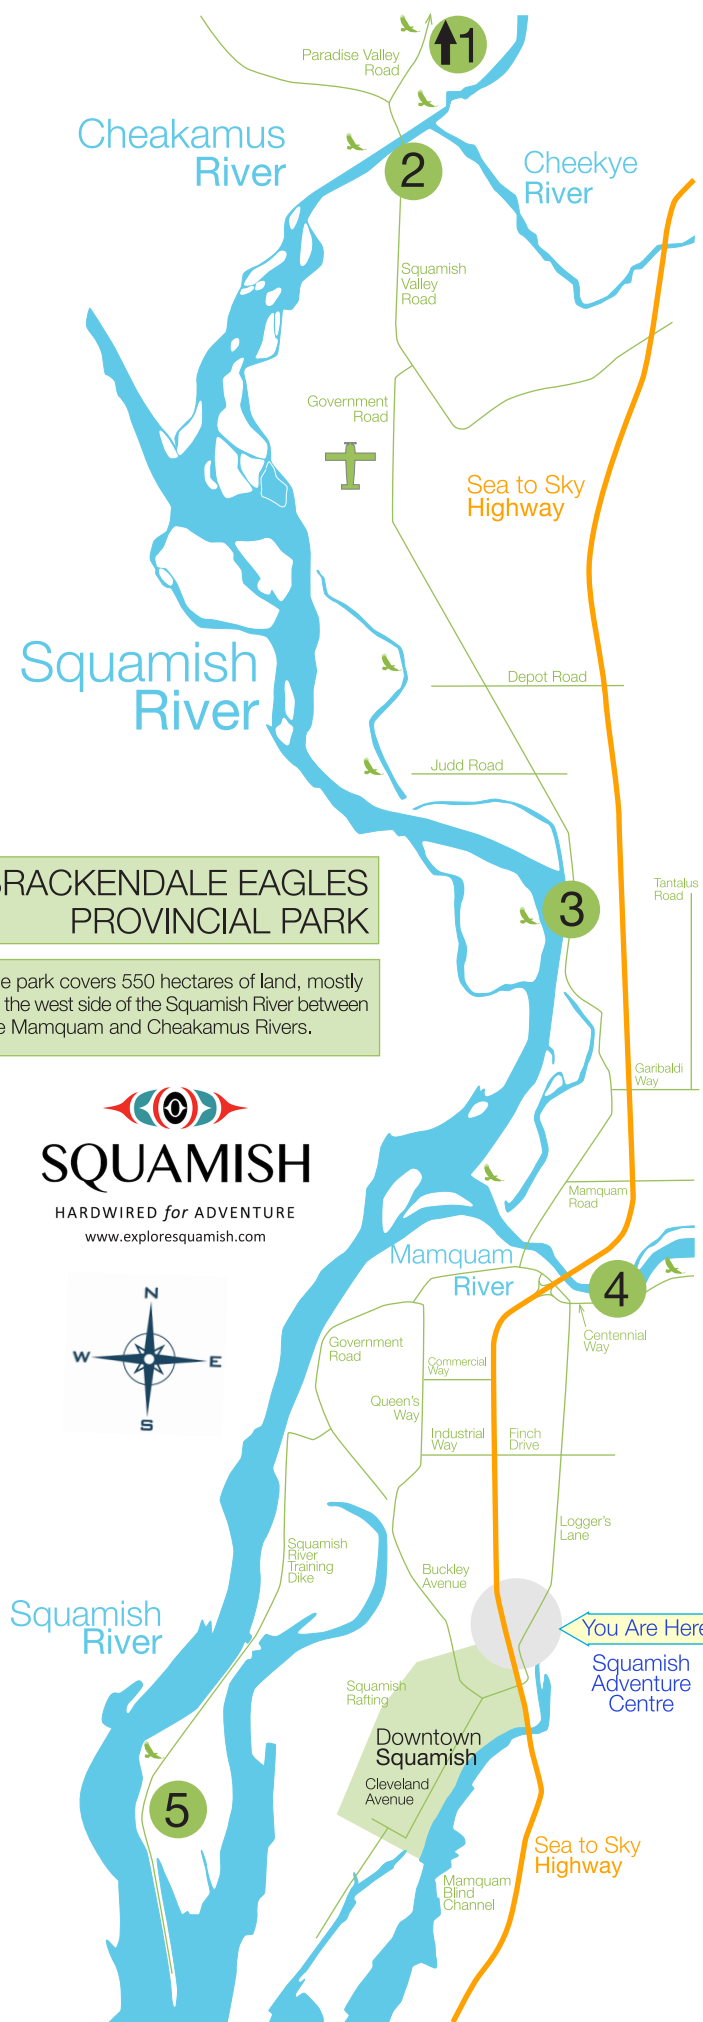 1
Paradise Valley
Road
Cheakamus
River
2
Cheekye
River
Squamish
Valley
Road
Government
Road
Sea to Sky
Highway
Squamish
River
Depot Road
Judd Road
BRACKENDALE EAGLES
PROVINCIAL PARK
3
Tantalus
Road
e park covers 550 hectares of land, mostly
the west side of the Squamish River between
e Mamquam and Cheakamus Rivers.
Garibaldi
Way
SQUAMISH
HARDWIRED for ADVENTURE
www.exploresquamish.com
Mamquam
Road
Mamquam
River
4
N
W E
S
Centennial
Way
Government
Road
Commercial
Way
Queen's
Way
Industrial
Way
Finch
Drive
Logger's
Lane
Squamish
River
Training
Dike
Buckley
Avenue
Squamish
River
You Are Here
Squamish
Adventure
Centre
Squamish
Rafting
Downtown
Squamish
Cleveland
Avenue
5
Sea to Sky
Highway
Mamquam
Blind
Channel